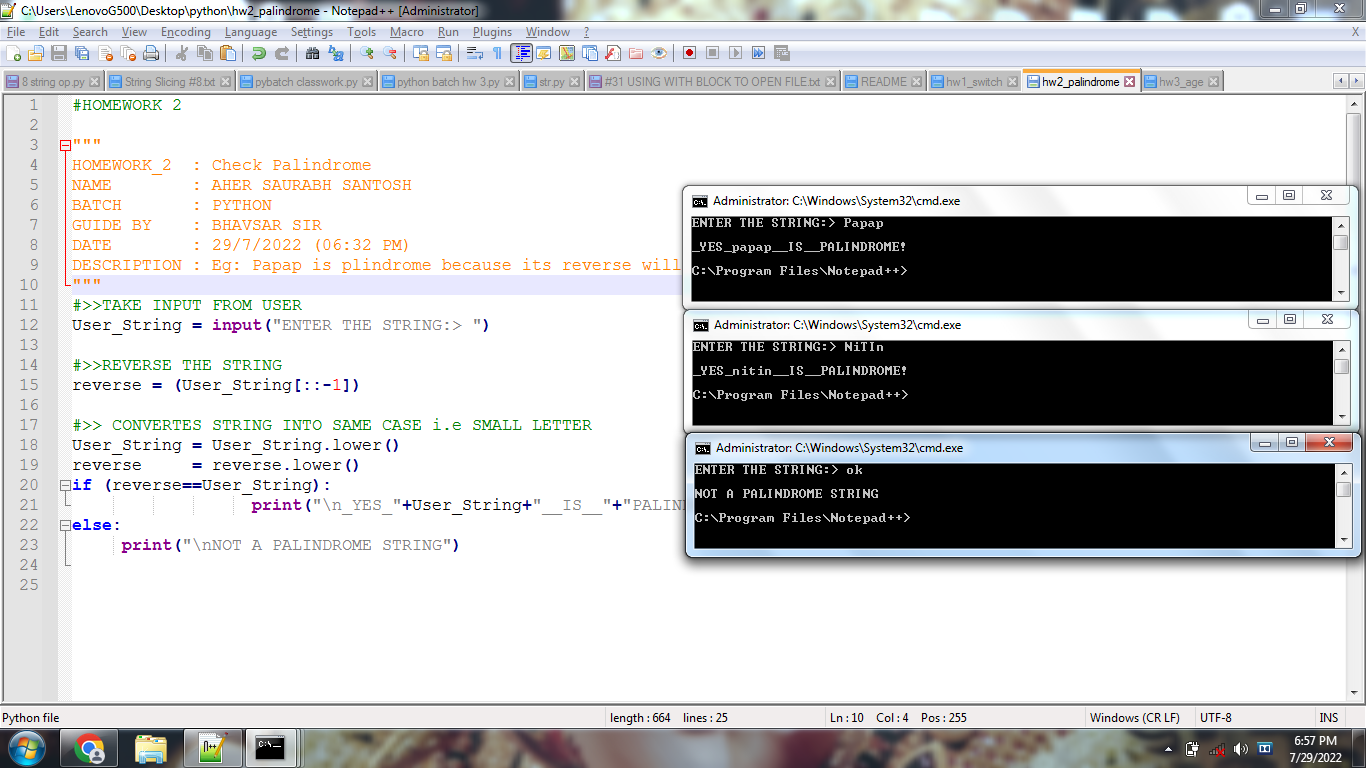 C:\Users\LenovoG500\Desktop\python\hw2_palindrome - Notepad++ [Administrator]
File Edit Search View Encoding Language Settings Tools Macro Run Plugins Window ? X
8 string op.py String Slicing #8.txt pybatch classwork.py python batch hw 3.py str.py #31 USING WITH BLOCK TO OPEN FILE.txt README hw1_switch hw2_palindrome hw3_age
1 #HOMEWORK 2
2
3 """
4 HOMEWORK_2 : Check Palindrome
5 NAME : AHER SAURABH SANTOSH
6 BATCH : PYTHON
7 GUIDE BY : BHAVSAR SIR
8 DATE : 29/7/2022 (06:32 PM)
9 DESCRIPTION : Eg: Papap is plindrome because its reverse will
10 """
11 #>>TAKE INPUT FROM USER
12 User_String = input("ENTER THE STRING:> ")
13
14 #>>REVERSE THE STRING
15 reverse = (User_String[::-1])
16
17 #>> CONVERTES STRING INTO SAME CASE i.e SMALL LETTER
18 User_String = User_String.lower()
19 reverse = reverse.lower()
20 if (reverse==User_String):
21 print("\n_YES_"+User_String+"__IS__"+"PALIN
22 else:
23 print("\nNOT A PALINDROME STRING")
24
25
Administrator: C:\Windows\System32\cmd.exe
ENTER THE STRING:> Papap
_YES_papap__IS__PALINDROME!
C:\Program Files\Notepad++>
Administrator: C:\Windows\System32\cmd.exe
ENTER THE STRING:> NiTIn
_YES_nitin__IS__PALINDROME!
C:\Program Files\Notepad++>
Administrator: C:\Windows\System32\cmd.exe
ENTER THE STRING:> ok
NOT A PALINDROME STRING
C:\Program Files\Notepad++>
Python file length : 664 lines : 25 Ln : 10 Col : 4 Pos : 255 Windows (CR LF) UTF-8 INS
6:57 PM
7/29/2022